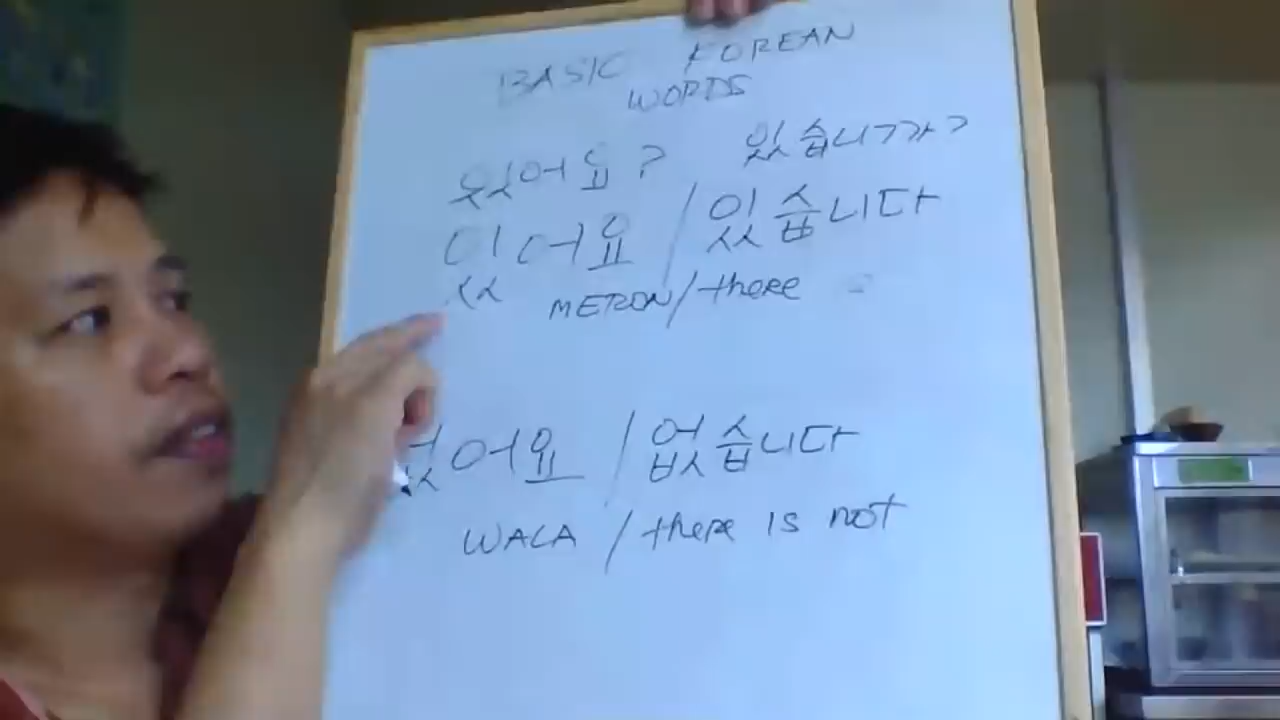 BASIC KOREAN
WORDS
있어요? 있습니까?
있어요 / 있습니다
METRON/there
없어요 / 없습니다
WALA / there is not